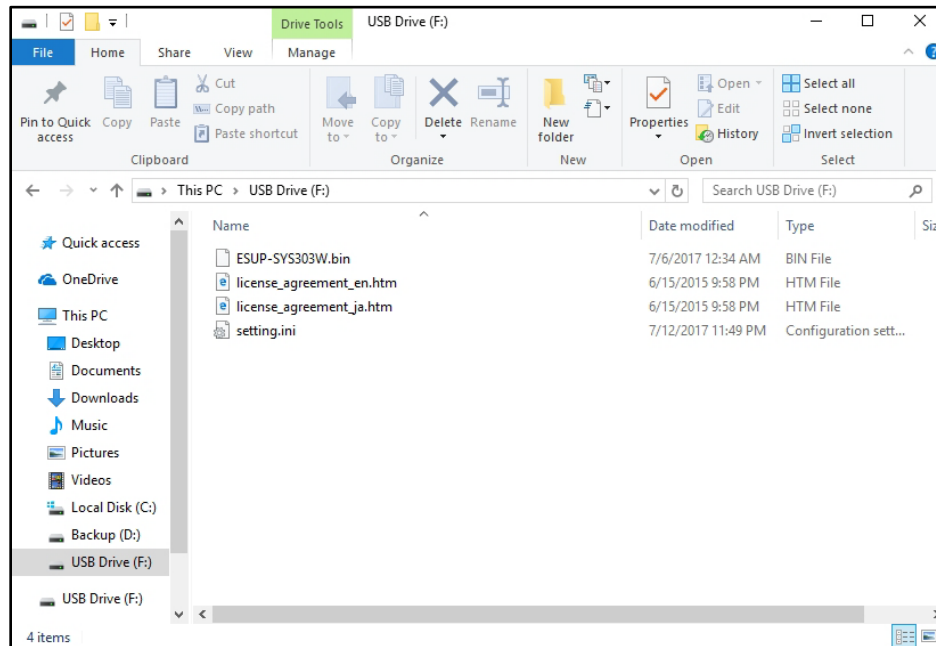 Drive Tools USB Drive (F:)
File Home Share View Manage
Pin to Quick access
Copy
Paste
Cut
Copy path
Paste shortcut
Move to
Copy to
Delete
Rename
New folder
Properties
Open
Edit
History
Select all
Select none
Invert selection
Clipboard Organize New Open Select
This PC USB Drive (F:) Search USB Drive (F:)
Name Date modified Type Siz
ESUP-SYS303W.bin 7/6/2017 12:34 AM BIN File
license_agreement_en.htm 6/15/2015 9:58 PM HTM File
license_agreement_ja.htm 6/15/2015 9:58 PM HTM File
setting.ini 7/12/2017 11:49 PM Configuration sett...
Quick access
OneDrive
This PC
Desktop
Documents
Downloads
Music
Pictures
Videos
Local Disk (C:)
Backup (D:)
USB Drive (F:)
USB Drive (F:)
4 items